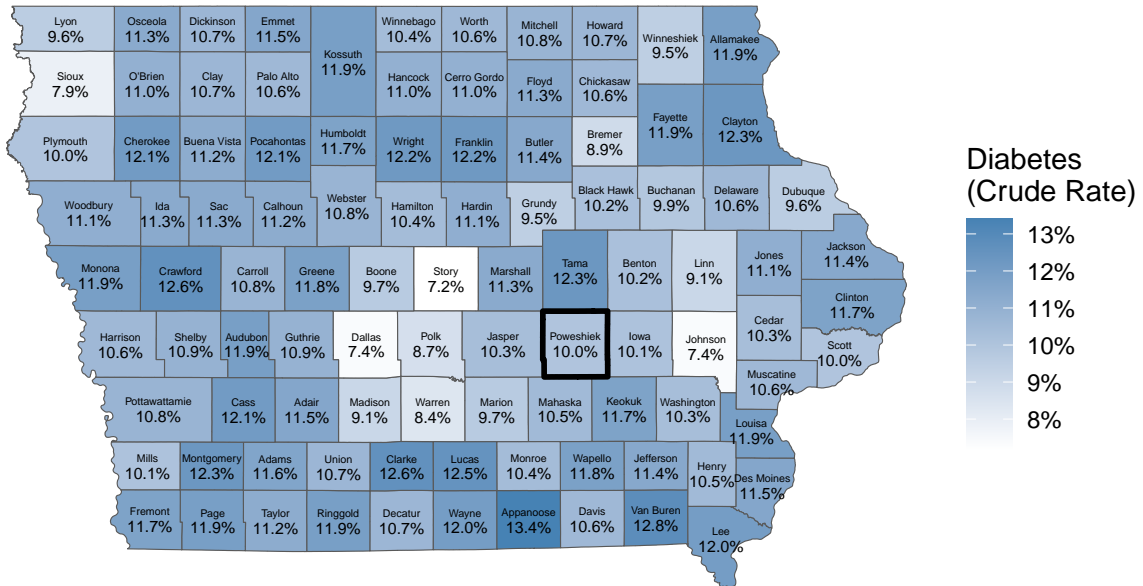 Lyon
9.6%
Osceola
11.3%
Dickinson
10.7%
Emmet
11.5%
Kossuth
11.9%
Winnebago
10.4%
Worth
10.6%
Mitchell
10.8%
Howard
10.7%
Winneshiek
9.5%
Allamakee
11.9%
Sioux
7.9%
O'Brien
11.0%
Clay
10.7%
Palo Alto
10.6%
Hancock
11.0%
Cerro Gordo
11.0%
Floyd
11.3%
Chickasaw
10.6%
Fayette
11.9%
Clayton
12.3%
Plymouth
10.0%
Cherokee
12.1%
Buena Vista
11.2%
Pocahontas
12.1%
Humboldt
11.7%
Wright
12.2%
Franklin
12.2%
Butler
11.4%
Bremer
8.9%
Woodbury
11.1%
Ida
11.3%
Sac
11.3%
Calhoun
11.2%
Webster
10.8%
Hamilton
10.4%
Hardin
11.1%
Grundy
9.5%
Black Hawk
10.2%
Buchanan
9.9%
Delaware
10.6%
Dubuque
9.6%
Monona
11.9%
Crawford
12.6%
Carroll
10.8%
Greene
11.8%
Boone
9.7%
Story
7.2%
Marshall
11.3%
Tama
12.3%
Benton
10.2%
Linn
9.1%
Jones
11.1%
Jackson
11.4%
Clinton
11.7%
Harrison
10.6%
Shelby
10.9%
Audubon
11.9%
Guthrie
10.9%
Dallas
7.4%
Polk
8.7%
Jasper
10.3%
Poweshiek
10.0%
Iowa
10.1%
Johnson
7.4%
Cedar
10.3%
Scott
10.0%
Muscatine
10.6%
Pottawattamie
10.8%
Cass
12.1%
Adair
11.5%
Madison
9.1%
Warren
8.4%
Marion
9.7%
Mahaska
10.5%
Keokuk
11.7%
Washington
10.3%
Louisa
11.9%
Mills
10.1%
Montgomery
12.3%
Adams
11.6%
Union
10.7%
Clarke
12.6%
Lucas
12.5%
Monroe
10.4%
Wapello
11.8%
Jefferson
11.4%
Henry
10.5%
Des Moines
11.5%
Fremont
11.7%
Page
11.9%
Taylor
11.2%
Ringgold
11.9%
Decatur
10.7%
Wayne
12.0%
Appanoose
13.4%
Davis
10.6%
Van Buren
12.8%
Lee
12.0%
Diabetes
(Crude Rate)
13%
12%
11%
10%
9%
8%